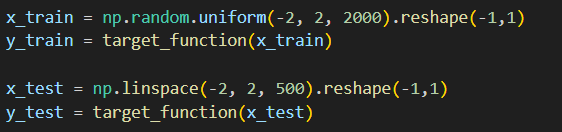 x_train = np.random.uniform(-2, 2, 2000).reshape(-1,1)
y_train = target_function(x_train)
x_test = np.linspace(-2, 2, 500).reshape(-1,1)
y_test = target_function(x_test)